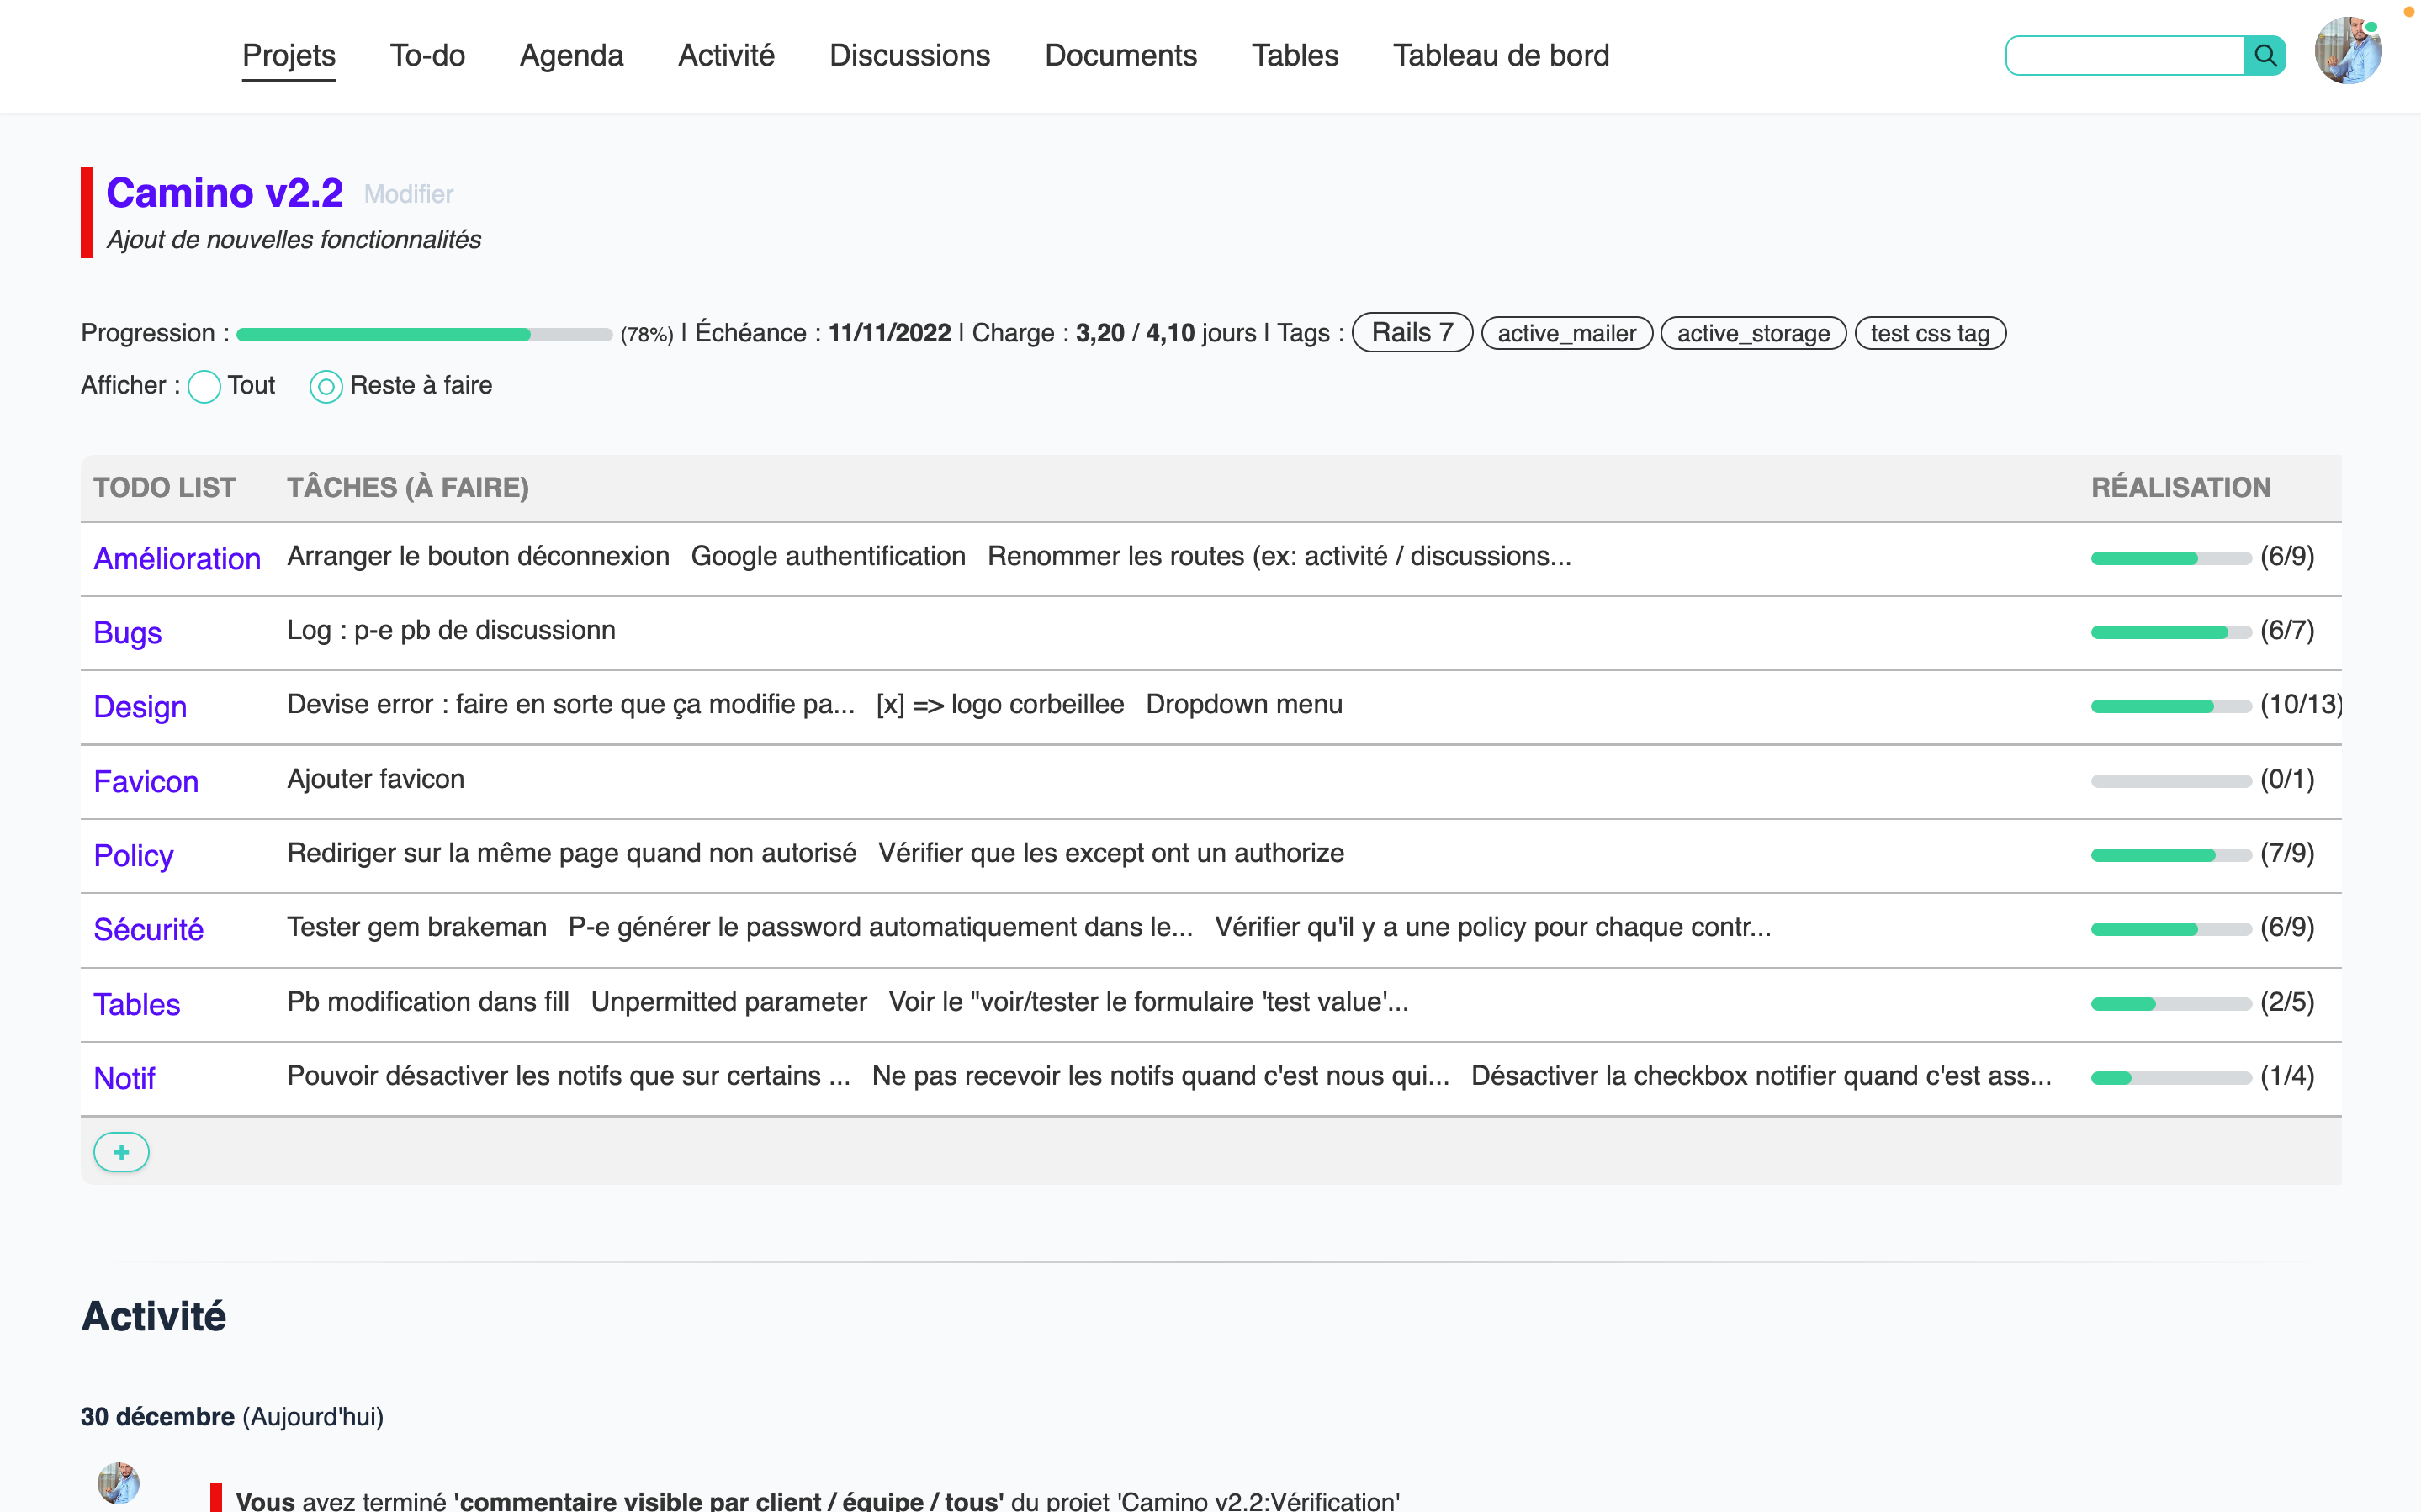 Projets To-do Agenda Activité Discussions Documents Tables Tableau de bord
Camino v2.2 Modifier
Ajout de nouvelles fonctionnalités
Progression : (78%) | Échéance : 11/11/2022 | Charge : 3,20 / 4,10 jours | Tags : Rails 7 active_mailer active_storage test css tag
Afficher : Tout Reste à faire
TODO LIST TÂCHES (À FAIRE) RÉALISATION
Amélioration Arranger le bouton déconnexion Google authentification Renommer les routes (ex: activité / discussions... (6/9)
Bugs Log : p-e pb de discussionn (6/7)
Design Devise error : faire en sorte que ça modifie pa... [x] => logo corbeillee Dropdown menu (10/13)
Favicon Ajouter favicon (0/1)
Policy Rediriger sur la même page quand non autorisé Vérifier que les except ont un authorize (7/9)
Sécurité Tester gem brakeman P-e générer le password automatiquement dans le... Vérifier qu'il y a une policy pour chaque contr... (6/9)
Tables Pb modification dans fill Unpermitted parameter Voir le "voir/tester le formulaire 'test value'... (2/5)
Notif Pouvoir désactiver les notifs que sur certains ... Ne pas recevoir les notifs quand c'est nous qui... Désactiver la checkbox notifier quand c'est ass... (1/4)
+
Activité
30 décembre (Aujourd'hui)
Vous avez terminé 'commentaire visible par client / équipe / tous' du projet 'Camino v2.2:Vérification'